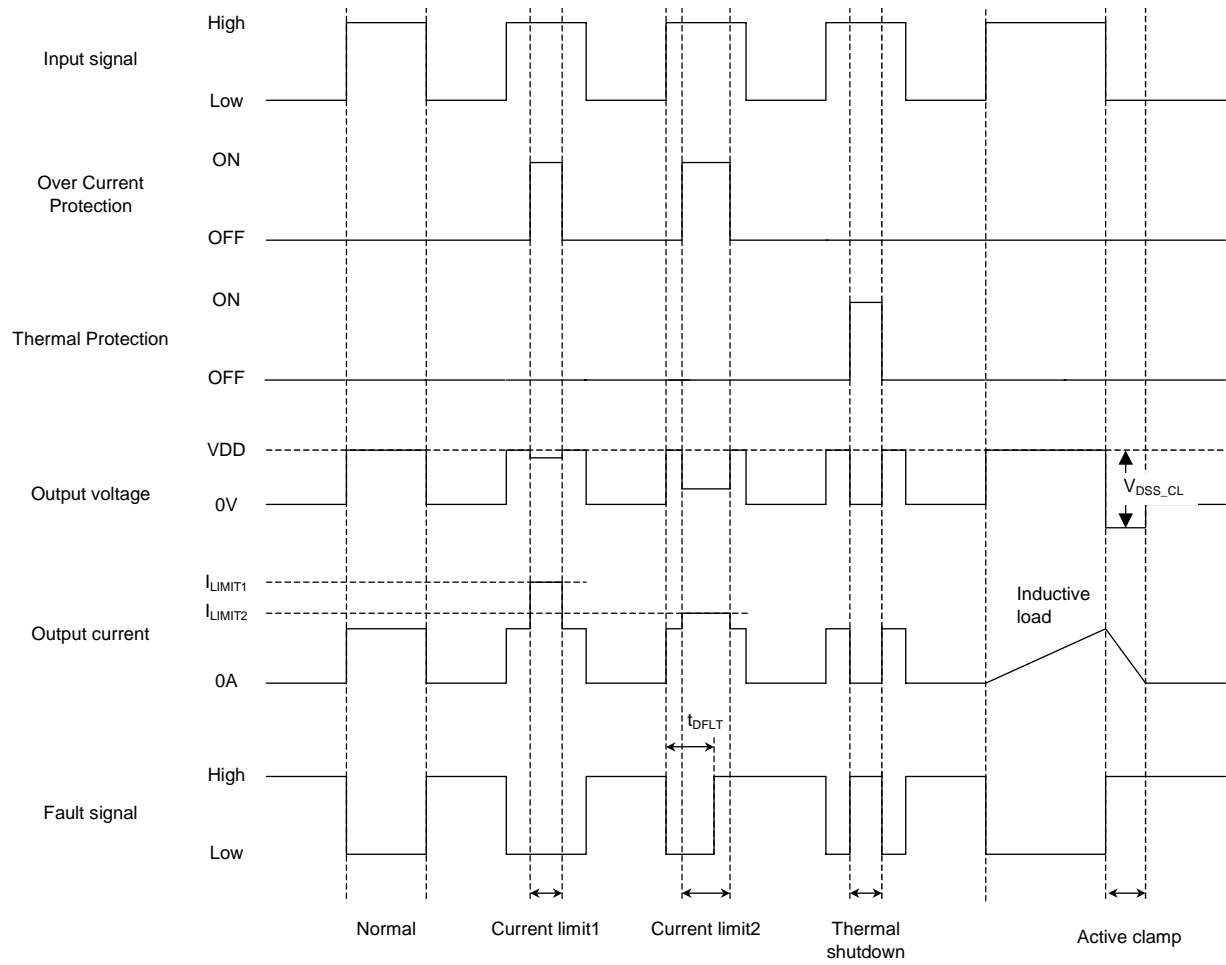 High
Input signal
Low
ON
Over Current
Protection
OFF
ON
Thermal Protection
OFF
VDD
Output voltage
0V
VDSS_CL
ILIMIT1
ILIMIT2
Output current
0A
Inductive
load
tDFLT
High
Fault signal
Low
Normal
Current limit1
Current limit2
Thermal
shutdown
Active clamp